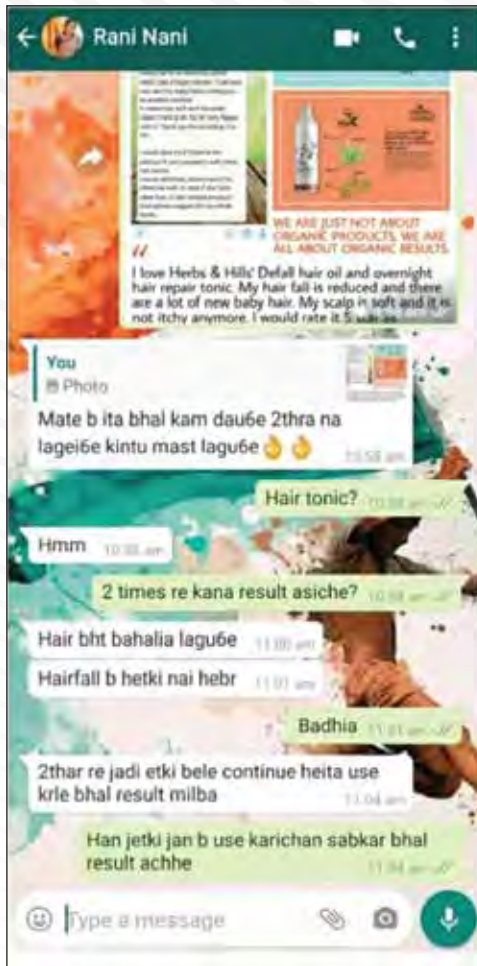 Rani Nani
WE ARE JUST NOT ABOUT
ORGANIC PRODUCTS, WE ARE
ALL ABOUT ORGANIC RESULTS.
I love Herbs & Hills' Defall hair oil and overnight
hair repair tonic. My hair fall is reduced and there
are a lot of new baby hair. My scalp is soft and it is
not itchy anymore. I would rate it 5
You
Photo
Mate b ita bhal kam dau6e 2thra na
lagei6e kintu mast lagu6e 👌 👌
10:58 am
Hair tonic?
Hmm
2 times re kana result asiche?
Hair bht bahalia lagu6e
11:00 am
Hairfall b hetki nai hebr
11:01 am
Badhia
11:01 am
2thar re jadi etki bele continue heita use
krle bhal result milba
11:04 am
Han jetki jan b use karichan sabkar bhal
result achhe
Type a message